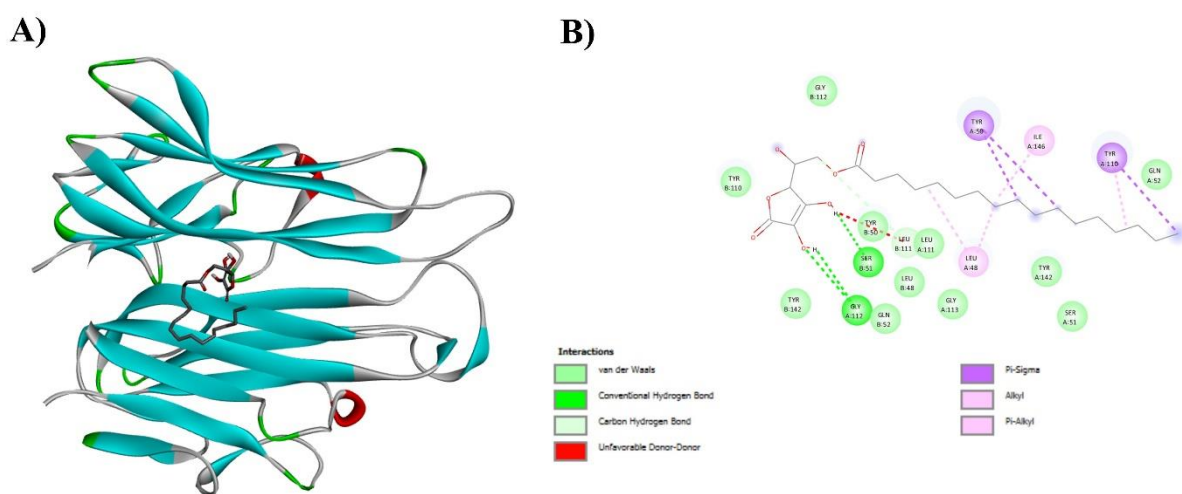 A)
B)
GLY
B:112
TYR
A:50
ILE
A:146
TYR
A:110
GLN
A:52
TYR
B:110
O
O
O
O
O
O
H
O
H
TYR
B:50
LEU
B:111
LEU
A:111
SER
B:51
LEU
A:48
TYR
A:142
LEU
B:48
TYR
B:142
GLY
A:112
GLN
B:52
GLY
A:113
SER
A:51
Interactions
van der Waals
Conventional Hydrogen Bond
Carbon Hydrogen Bond
Unfavorable Donor-Donor
Pi-Sigma
Alkyl
Pi-Alkyl